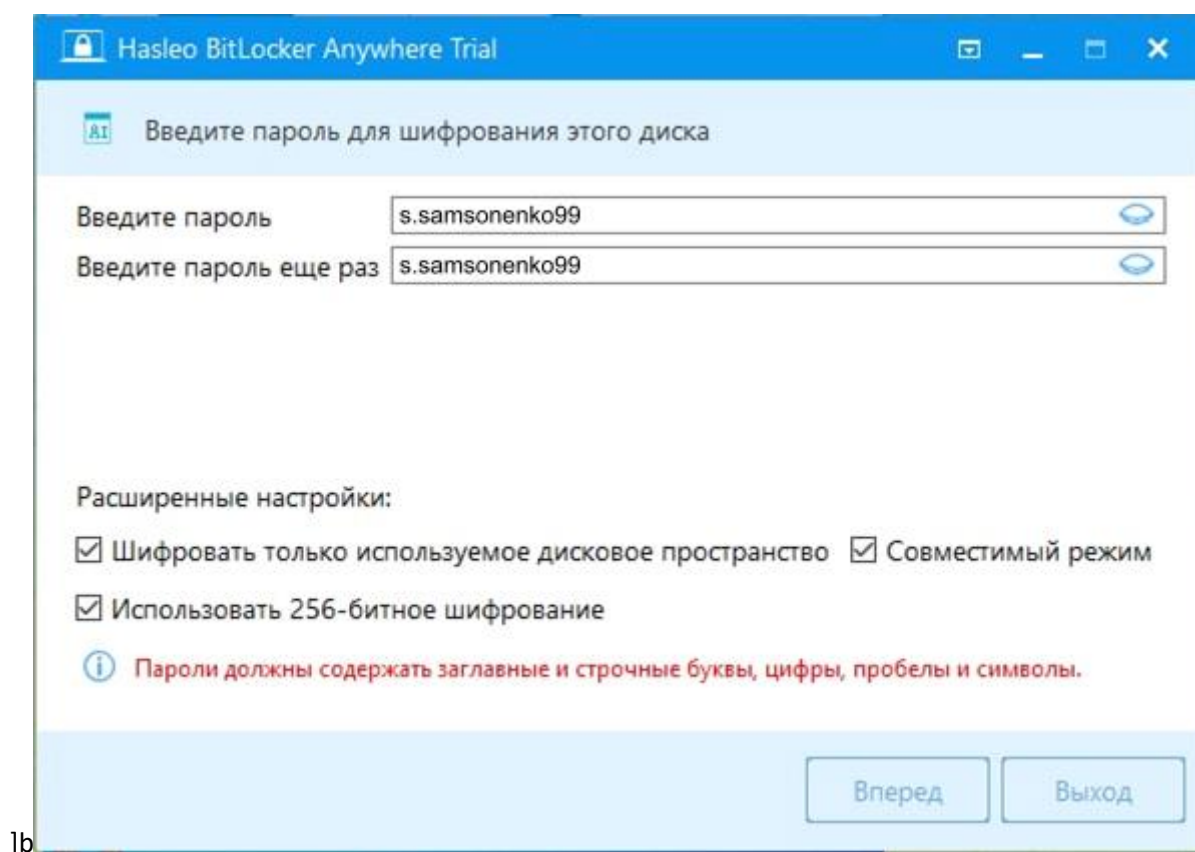 Hasleo BitLocker Anywhere Trial
Введите пароль для шифрования этого диска
Введите пароль s.samsonenko99
Введите пароль еще раз s.samsonenko99
Расширенные настройки:
Шифровать только используемое дисковое пространство Совместимый режим
Использовать 256-битное шифрование
Пароли должны содержать заглавные и строчные буквы, цифры, пробелы и символы.
Вперед Выход